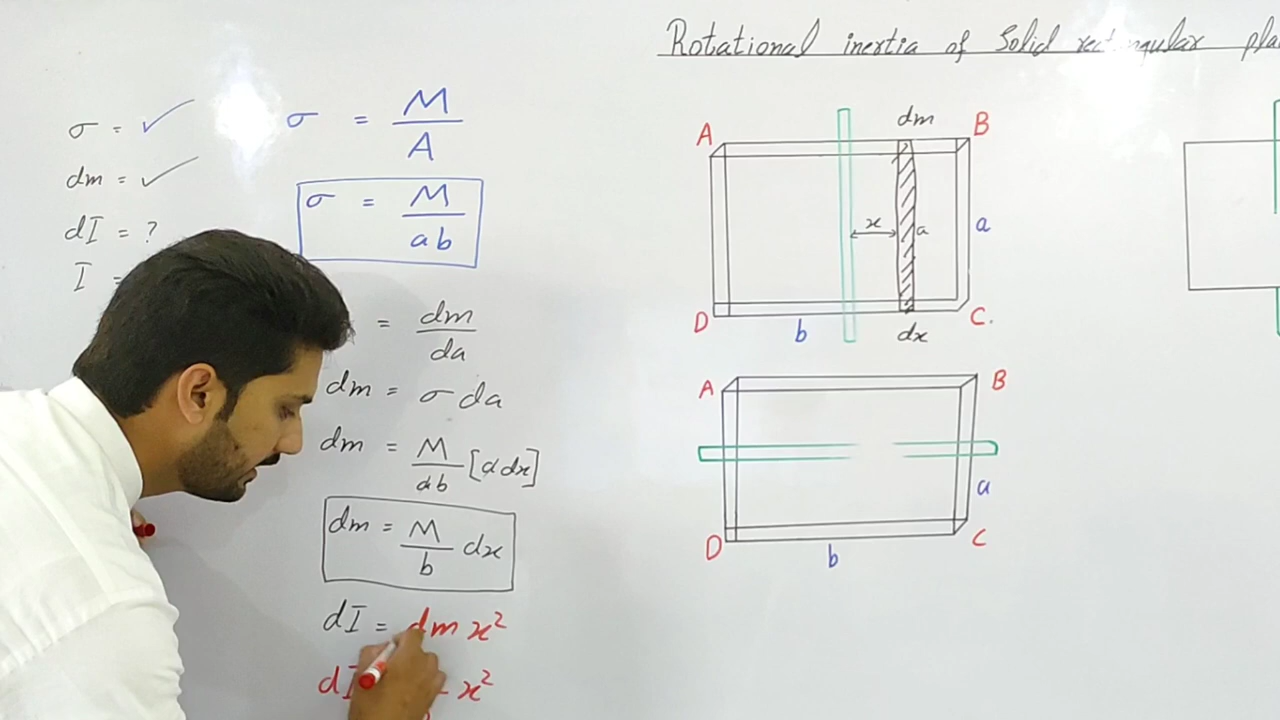 Rotational inertia of Solid rectangular
σ = ✓
dm = ✓
dI = ?
I =
σ = M/A
σ = M/ab
= dm/da
dm = σ da
dm = M/ab [a dx]
dm = M/b dx
dI = dm x²
dI x²
A
dm
B
x
a
a
D
b
dx
C.
A
B
a
D
b
C